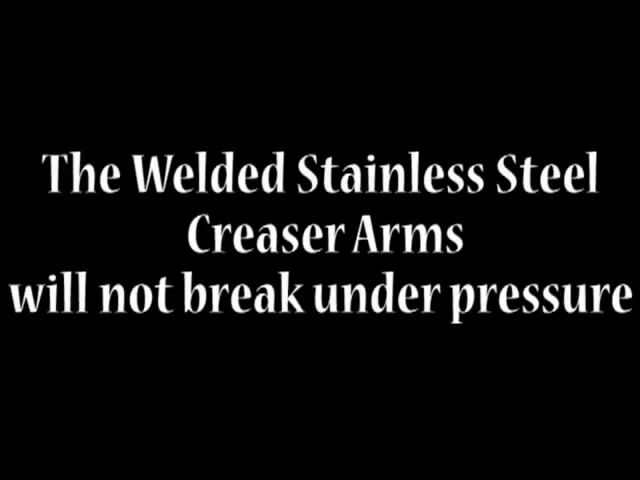 The Welded Stainless Steel
Creaser Arms
will not break under pressure